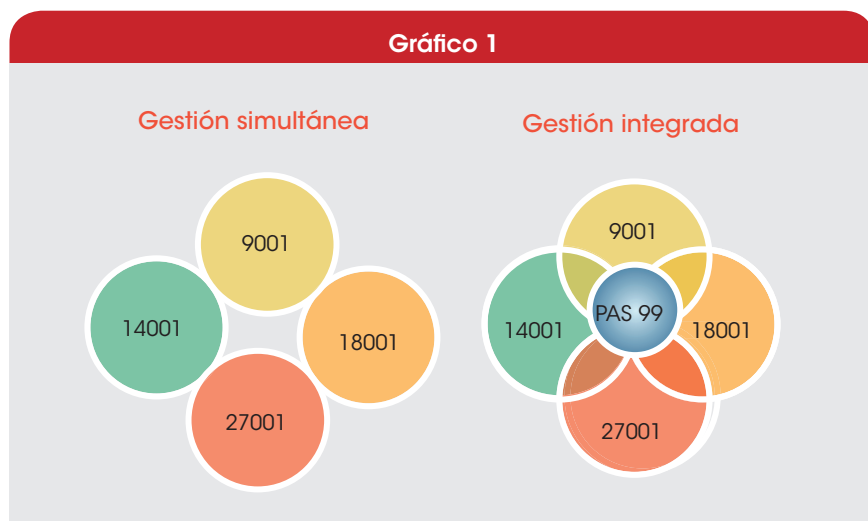 Gráfico 1
Gestión simultánea
9001
14001
18001
27001
Gestión integrada
9001
14001
PAS 99
18001
27001